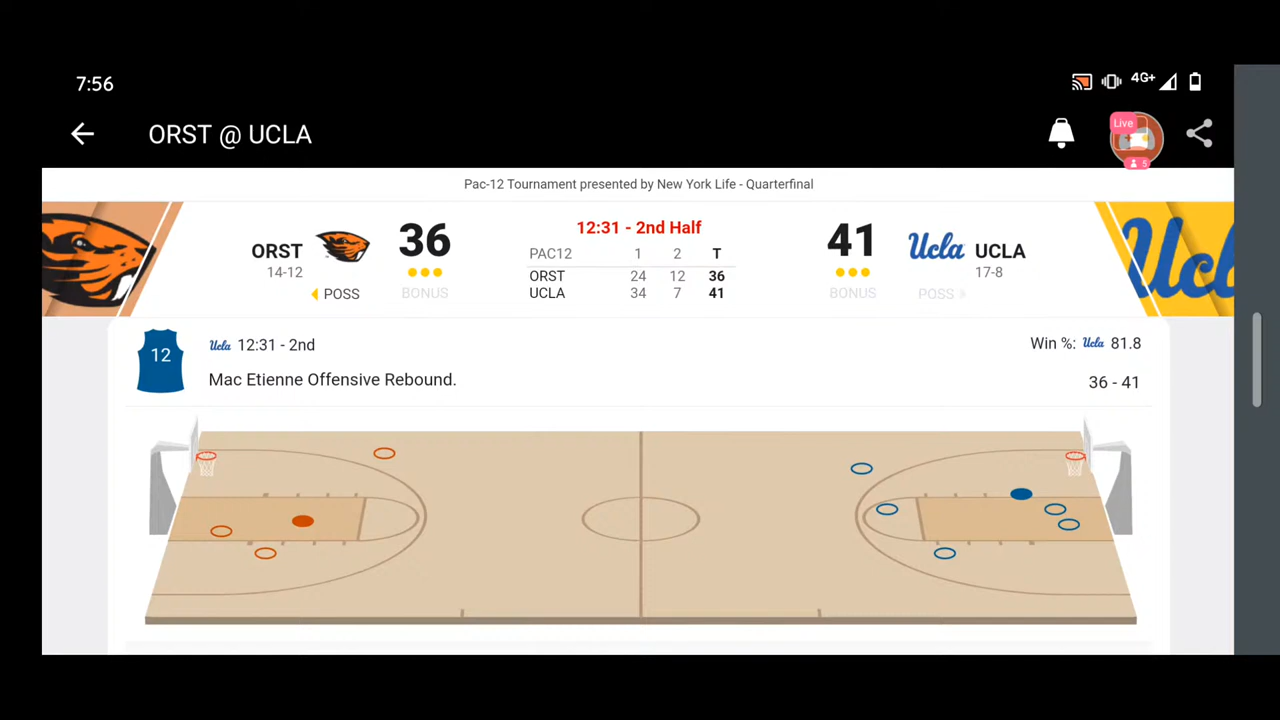 7:56
4G+
ORST @ UCLA
Live
5
Pac-12 Tournament presented by New York Life - Quarterfinal
ORST
14-12
POSS
36
BONUS
12:31 - 2nd Half
PAC12 1 2 T
ORST 24 12 36
UCLA 34 7 41
41
BONUS
Ucla
UCLA
17-8
POSS
Ucl
12
Ucla 12:31 - 2nd
Mac Etienne Offensive Rebound.
Win %: Ucla 81.8
36 - 41